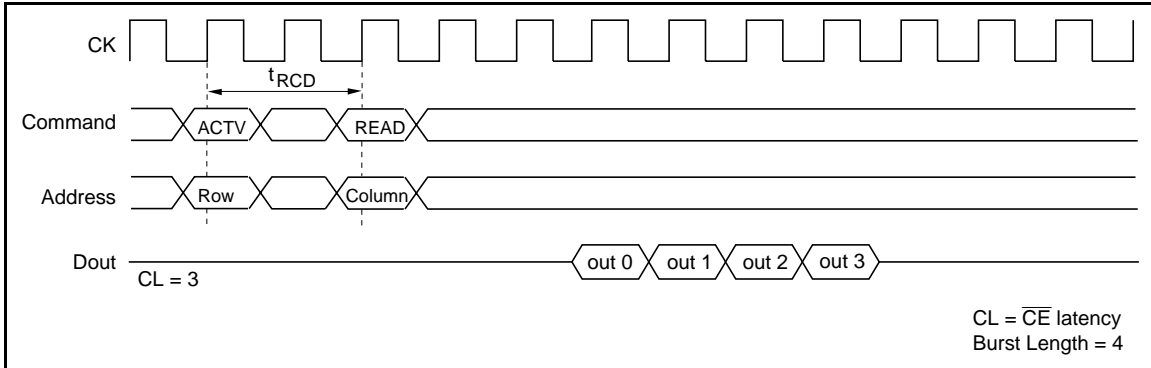 CK
tRCD
Command ACTV READ
Address Row Column
Dout out 0 out 1 out 2 out 3
CL = 3
CL = C̅E̅ latency
Burst Length = 4